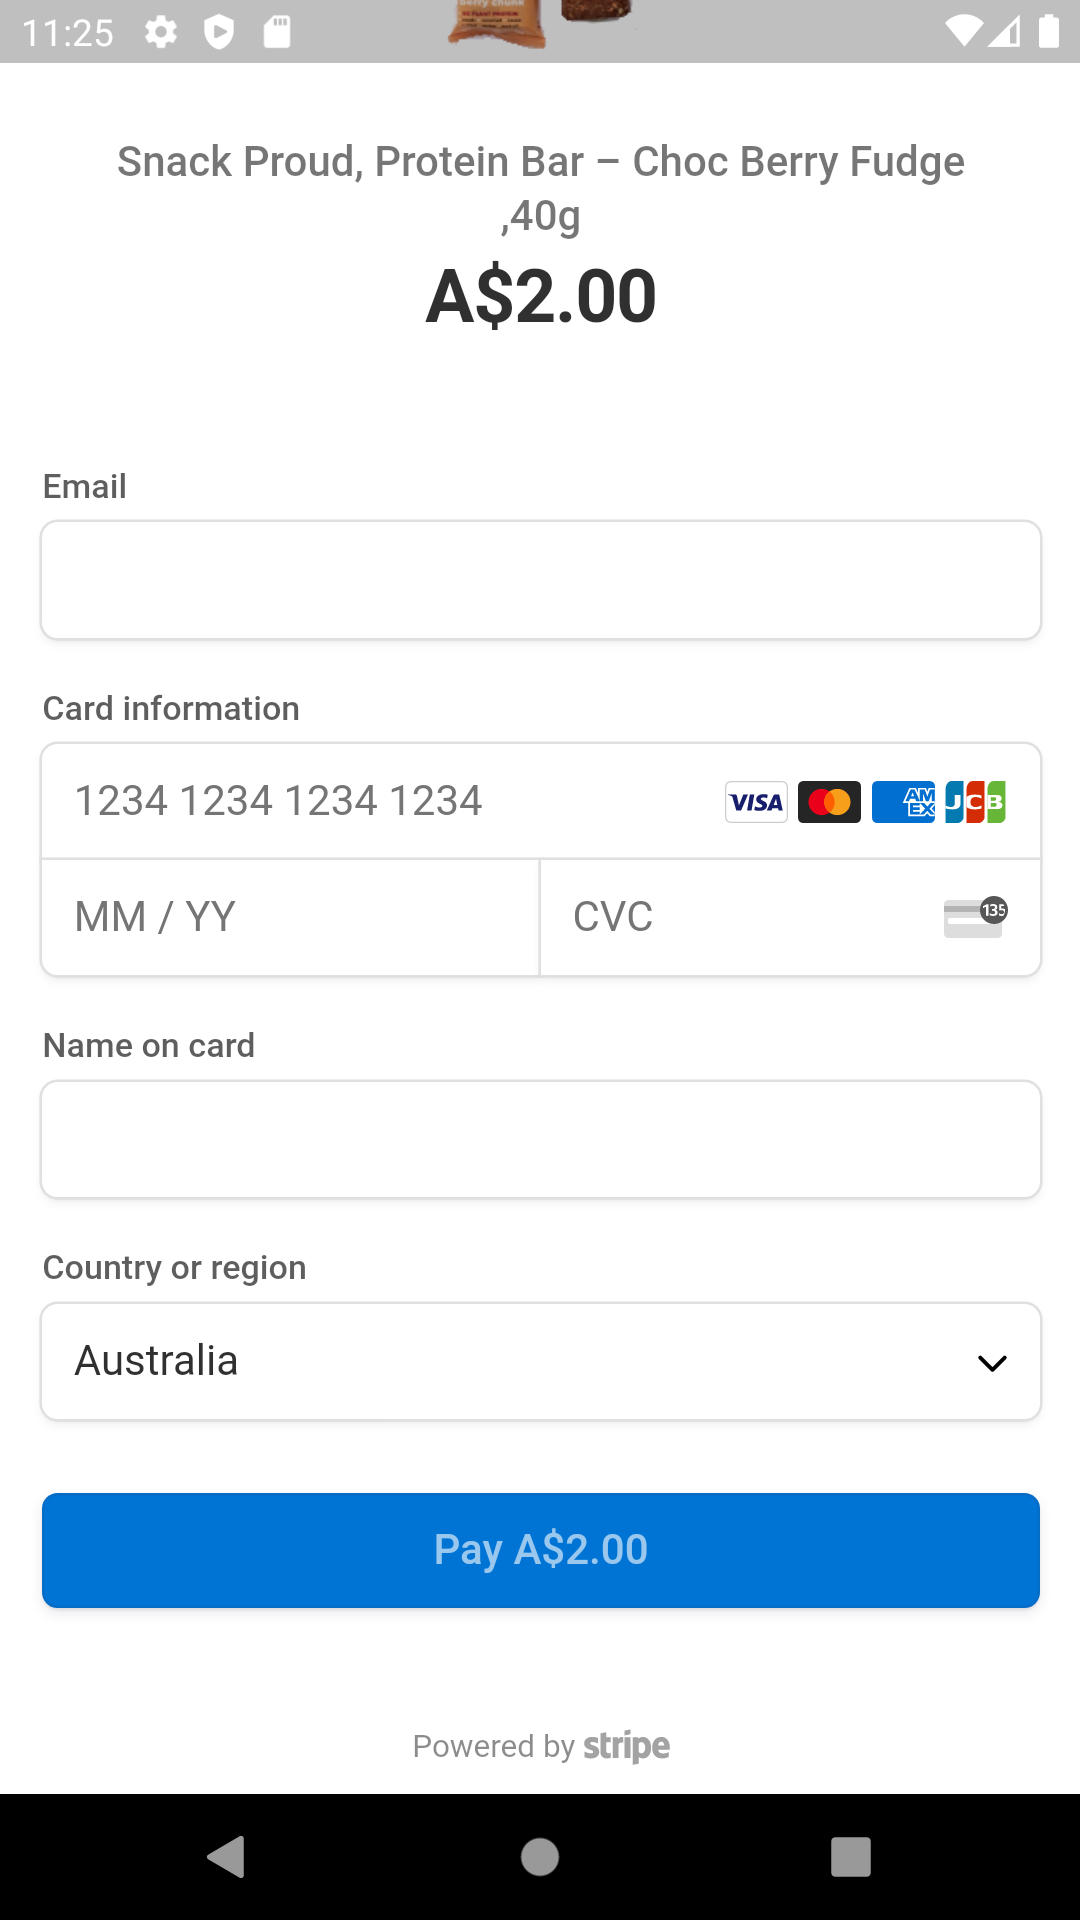 11:25
berry chunk
Snack Proud, Protein Bar – Choc Berry Fudge
,40g
A$2.00
Email
Card information
1234 1234 1234 1234
VISA
AM
EX
JCB
MM / YY
CVC
135
Name on card
Country or region
Australia
Pay A$2.00
Powered by stripe